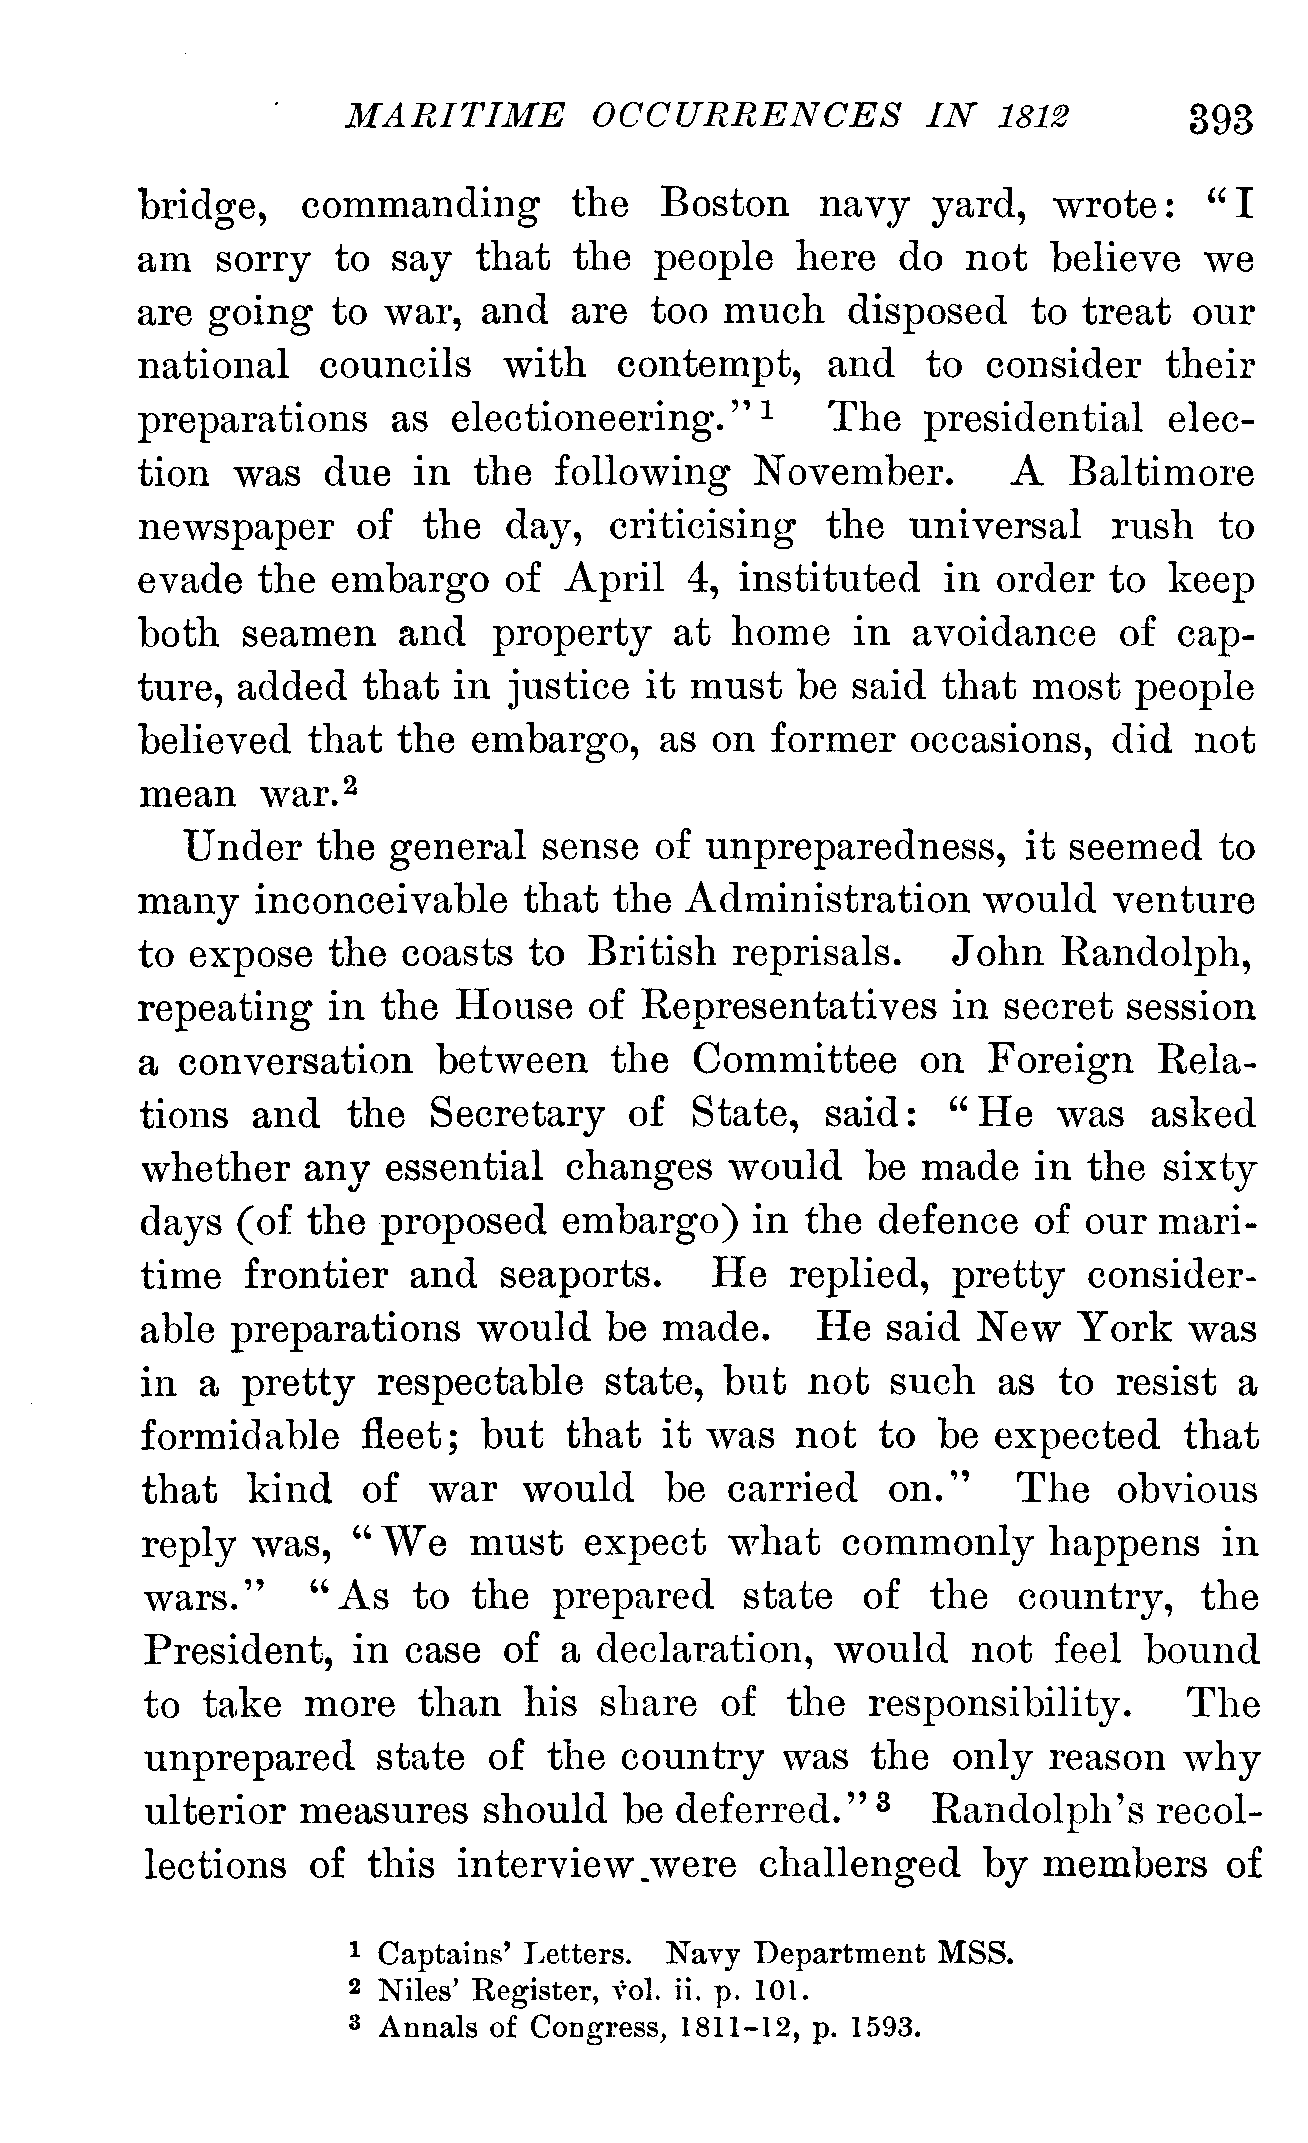 MARITIME OCCURRENCES IN 1812 393
bridge, commanding the Boston navy yard, wrote: "I
am sorry to say that the people here do not believe we
are going to war, and are too much disposed to treat our
national councils with contempt, and to consider their
preparations as electioneering."¹ The presidential elec-
tion was due in the following November. A Baltimore
newspaper of the day, criticising the universal rush to
evade the embargo of April 4, instituted in order to keep
both seamen and property at home in avoidance of cap-
ture, added that in justice it must be said that most people
believed that the embargo, as on former occasions, did not
mean war.²
Under the general sense of unpreparedness, it seemed to
many inconceivable that the Administration would venture
to expose the coasts to British reprisals. John Randolph,
repeating in the House of Representatives in secret session
a conversation between the Committee on Foreign Rela-
tions and the Secretary of State, said: "He was asked
whether any essential changes would be made in the sixty
days (of the proposed embargo) in the defence of our mari-
time frontier and seaports. He replied, pretty consider-
able preparations would be made. He said New York was
in a pretty respectable state, but not such as to resist a
formidable fleet; but that it was not to be expected that
that kind of war would be carried on." The obvious
reply was, "We must expect what commonly happens in
wars." "As to the prepared state of the country, the
President, in case of a declaration, would not feel bound
to take more than his share of the responsibility. The
unprepared state of the country was the only reason why
ulterior measures should be deferred."³ Randolph's recol-
lections of this interview were challenged by members of
¹ Captains' Letters. Navy Department MSS.
² Niles' Register, vol. ii. p. 101.
³ Annals of Congress, 1811-12, p. 1593.